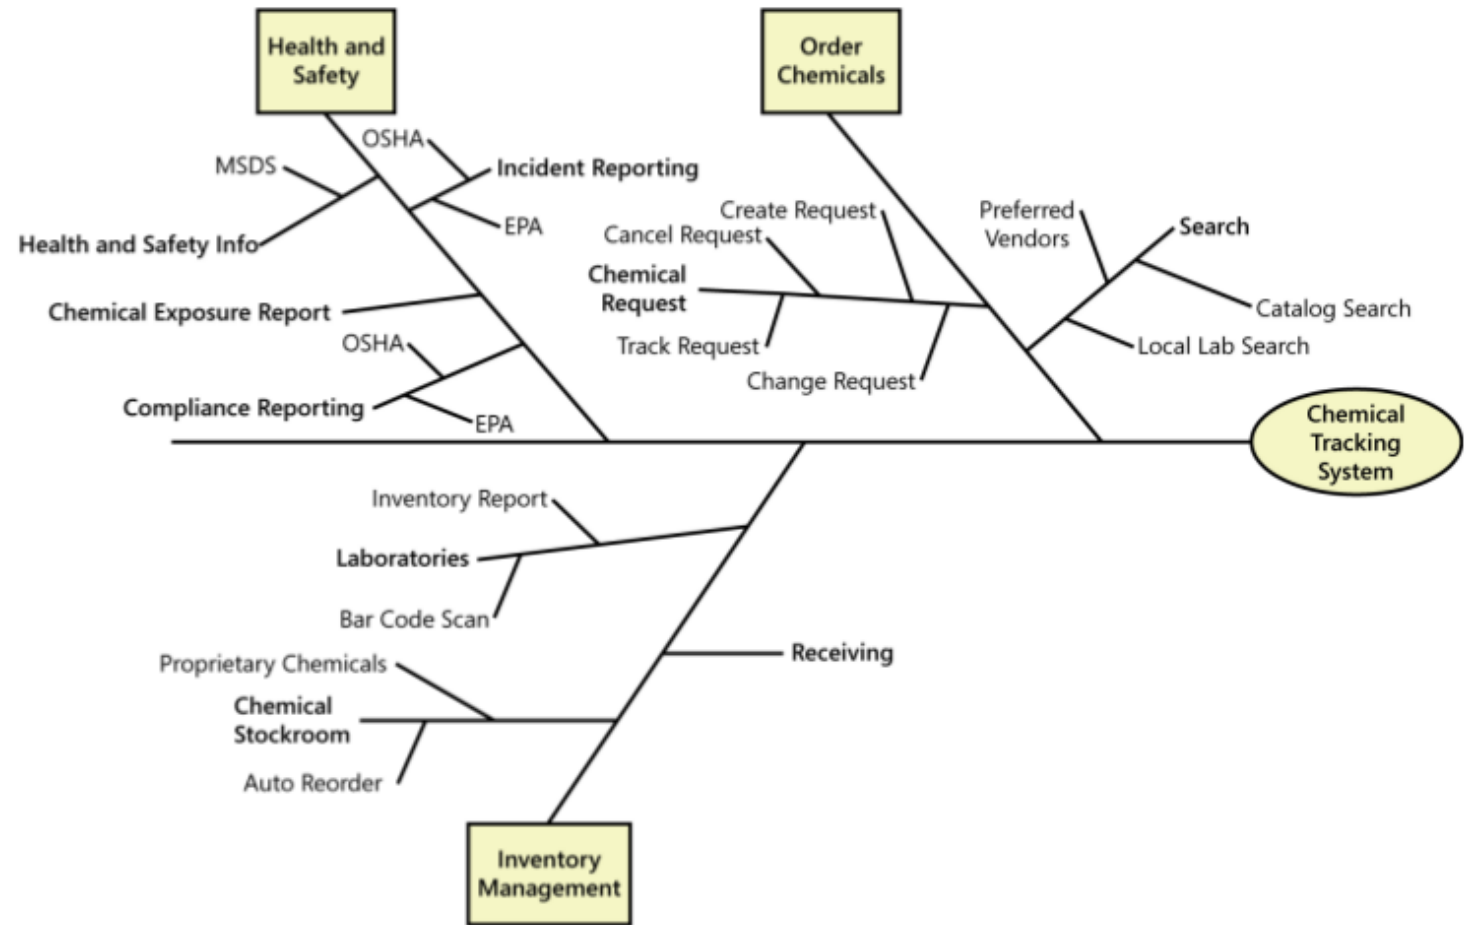 Health and
Safety
Order
Chemicals
OSHA
MSDS
Incident Reporting
EPA
Health and Safety Info
Chemical Exposure Report
OSHA
Compliance Reporting
EPA
Create Request
Cancel Request
Chemical
Request
Track Request
Change Request
Preferred
Vendors
Search
Catalog Search
Local Lab Search
Chemical
Tracking
System
Inventory Report
Laboratories
Bar Code Scan
Receiving
Proprietary Chemicals
Chemical
Stockroom
Auto Reorder
Inventory
Management